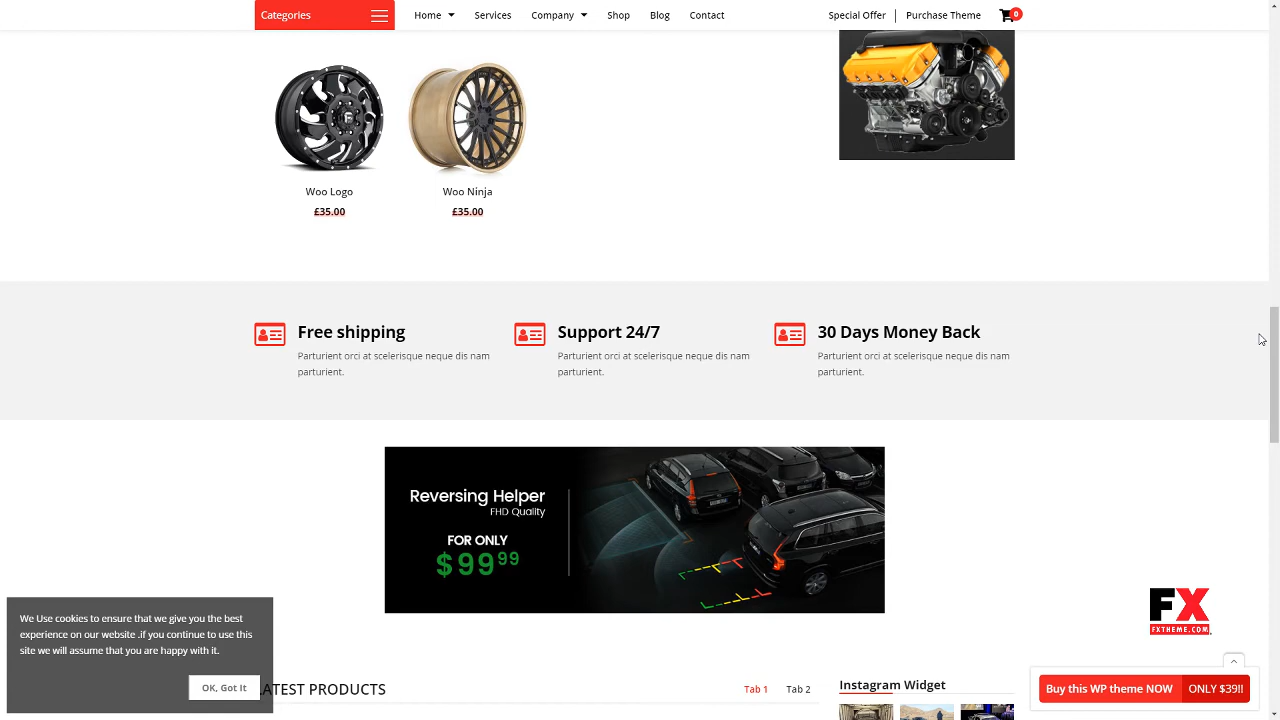 Categories
Home
Services
Company
Shop
Blog
Contact
Special Offer
Purchase Theme
0
Woo Logo
£35.00
Woo Ninja
£35.00
Free shipping
Parturient orci at scelerisque neque dis nam
parturient.
Support 24/7
Parturient orci at scelerisque neque dis nam
parturient.
30 Days Money Back
Parturient orci at scelerisque neque dis nam
parturient.
Reversing Helper
FHD Quality
FOR ONLY
$99.99
We Use cookies to ensure that we give you the best
experience on our website .if you continue to use this
site we will assume that you are happy with it.
OK, Got It
LATEST PRODUCTS
Tab 1
Tab 2
Instagram Widget
FX
FXTHEME.COM
Buy this WP theme NOW
ONLY $39!!